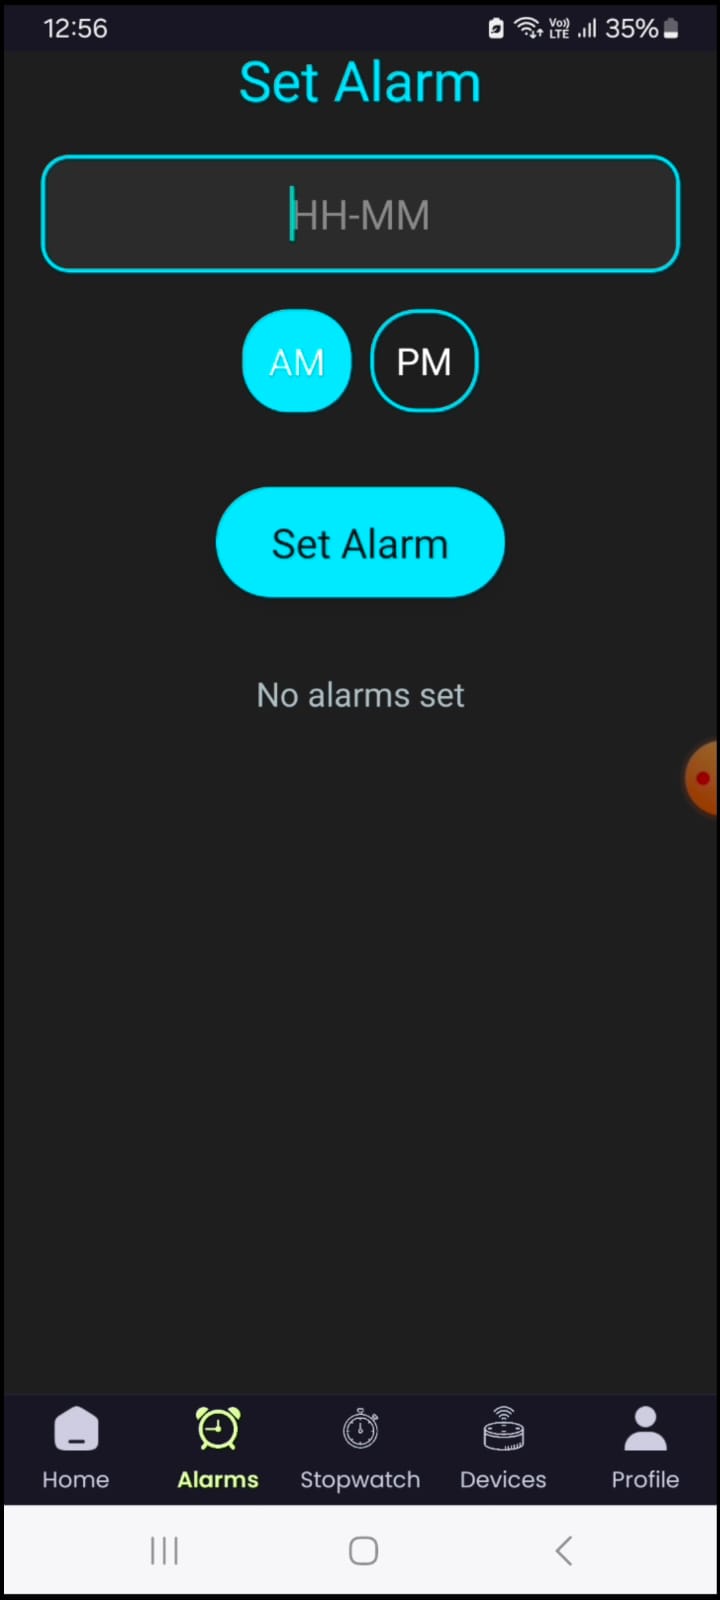 12:56 Vo)) LTE 35%
Set Alarm
HH-MM
AM PM
Set Alarm
No alarms set
Home Alarms Stopwatch Devices Profile